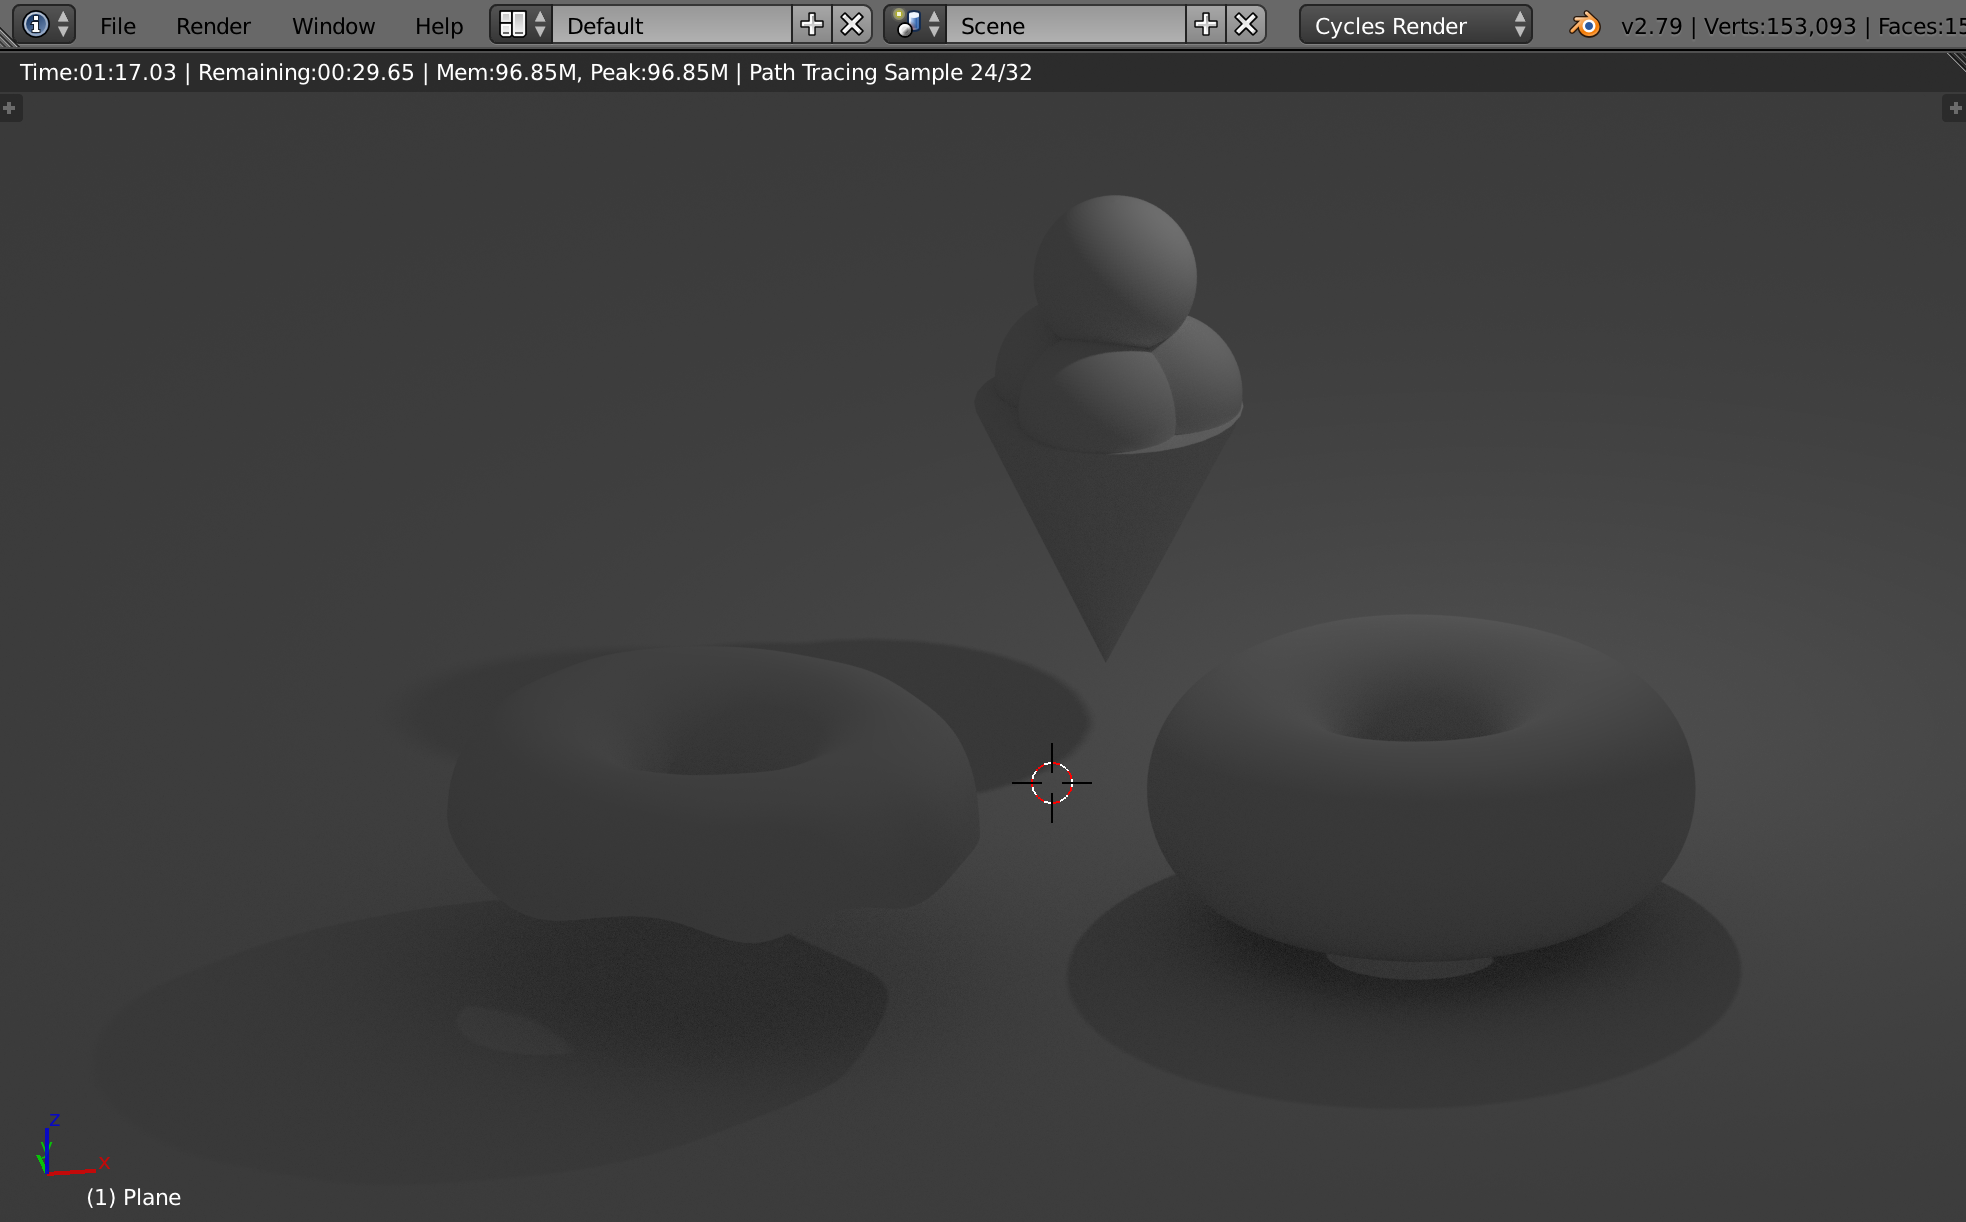 File Render Window Help Default Scene Cycles Render v2.79 | Verts:153,093 | Faces:15
Time:01:17.03 | Remaining:00:29.65 | Mem:96.85M, Peak:96.85M | Path Tracing Sample 24/32
z
x
(1) Plane